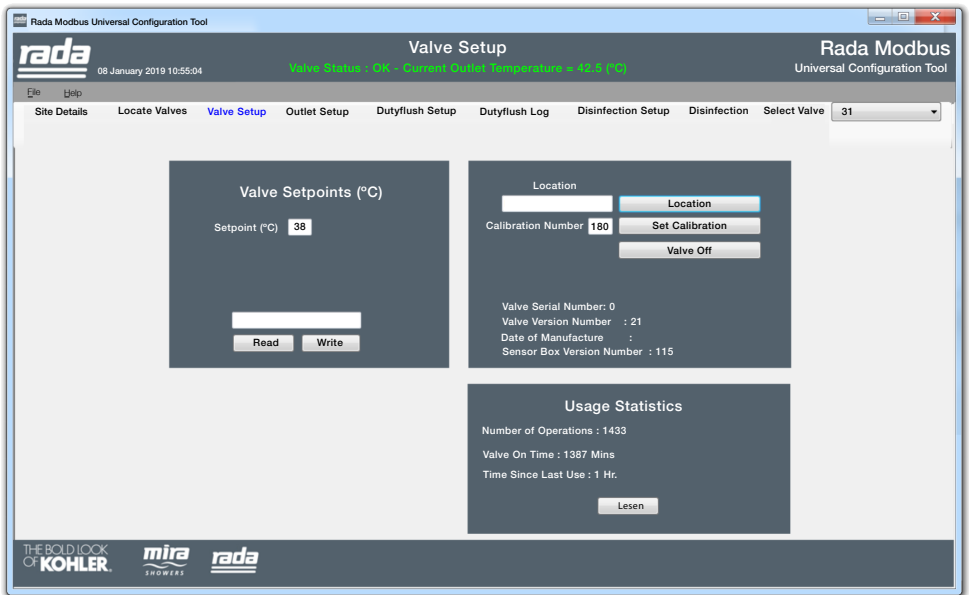 rada Rada Modbus Universal Configuration Tool
rada
08 January 2019 10:55:04
Valve Setup
Valve Status : OK - Current Outlet Temperature = 42.5 (ºC)
Rada Modbus
Universal Configuration Tool
File Help
Site Details Locate Valves Valve Setup Outlet Setup Dutyflush Setup Dutyflush Log Disinfection Setup Disinfection Select Valve 31
Valve Setpoints (ºC)
Setpoint (ºC) 38
Read Write
Location
Location
Calibration Number 180 Set Calibration
Valve Off
Valve Serial Number: 0
Valve Version Number : 21
Date of Manufacture :
Sensor Box Version Number : 115
Usage Statistics
Number of Operations : 1433
Valve On Time : 1387 Mins
Time Since Last Use : 1 Hr.
Lesen
THE BOLD LOOK
OF KOHLER.
mira
SHOWERS
rada